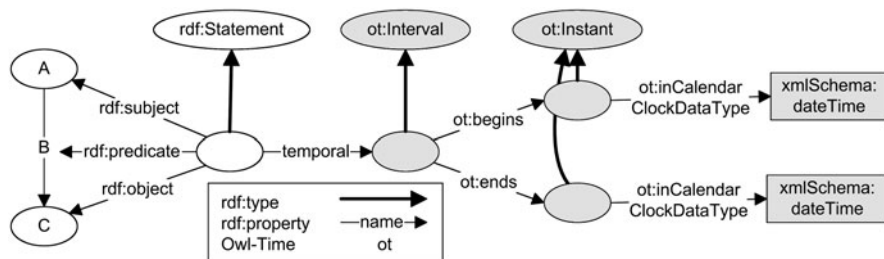 rdf:Statement
ot:Interval
ot:Instant
A
rdf:subject
ot:begins
ot:inCalendar
ClockDataType
xmlSchema:
dateTime
B
rdf:predicate
temporal
rdf:object
ot:ends
C
ot:inCalendar
ClockDataType
xmlSchema:
dateTime
rdf:type
rdf:property name
Owl-Time ot